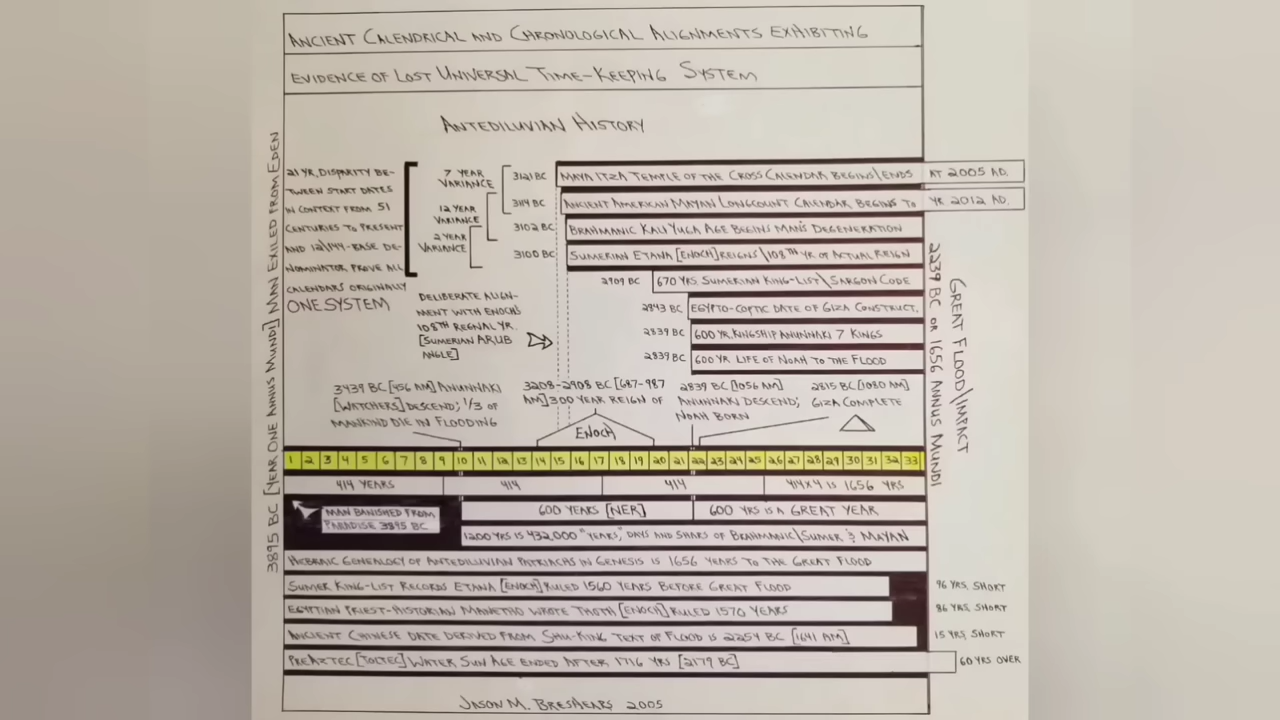 ANCIENT CALENDRICAL AND CHRONOLOGICAL ALIGNMENTS EXHIBITING
EVIDENCE OF LOST UNIVERSAL TIME-KEEPING SYSTEM
ANTEDILUVIAN HISTORY
3895 BC [YEAR ONE ANNUS MUNDI] MAN EXILED FROM EDEN
21 YR. DISPARITY BE-
TWEEN START DATES
IN CONTEXT FROM 51
CENTURIES TO PRESENT
AND 12\144-BASE DE-
NOMINATOR PROVE ALL
CALENDARS ORIGINALLY
ONE SYSTEM
7 YEAR
VARIANCE
12 YEAR
VARIANCE
2 YEAR
VARIANCE
3121 BC
MAYA ITZA TEMPLE OF THE CROSS CALENDAR BEGINS\ENDS AT 2005 AD.
3114 BC
ANCIENT AMERICAN MAYAN LONGCOUNT CALENDAR BEGINS TO YR 2012 AD.
3102 BC
BRAHMANIC KALI YUGA AGE BEGINS MAN'S DEGENERATION
3100 BC
SUMERIAN ETANA [ENOCH] REIGNS\108TH YR OF ACTUAL REIGN
2909 BC
670 YRS SUMERIAN KING-LIST\SARGON CODE
2843 BC
EGYPTO-COPTIC DATE OF GIZA CONSTRUCT.
2839 BC
600 YR. KINGSHIP ANUNNAKI 7 KINGS
2839 BC
600 YR. LIFE OF NOAH TO THE FLOOD
DELIBERATE ALIGN-
MENT WITH ENOCH'S
108TH REGNAL YR.
[SUMERIAN ARUB
ANGLE]
3439 BC [456 AM] ANUNNAKI
[WATCHERS] DESCEND; 1/3 OF
MANKIND DIE IN FLOODING
3208-2908 BC [687-987
AM] 300 YEAR REIGN OF
ENOCH
2839 BC [1056 AM]
ANUNNAKI DESCEND;
NOAH BORN
2815 BC [1080 AM]
GIZA COMPLETE
2239 BC OR 1656 ANNUS MUNDI
GREAT FLOOD\IMPACT
1 2 3 4 5 6 7 8 9 10 11 12 13 14 15 16 17 18 19 20 21 22 23 24 25 26 27 28 29 30 31 32 33
414 YEARS 414 414 414X4 IS 1656 YRS
MAN BANISHED FROM
PARADISE 3895 BC
600 YEARS [NER] 600 YRS IS A GREAT YEAR
1200 YRS IS 432,000 "YEARS," DAYS AND SHARS OF BRAHMANIC\SUMER & MAYAN
HEBRAIC GENEALOGY OF ANTEDILUVIAN PATRIARCHS IN GENESIS IS 1656 YEARS TO THE GREAT FLOOD
SUMER KING-LIST RECORDS ETANA [ENOCH] RULED 1560 YEARS BEFORE GREAT FLOOD 96 YRS. SHORT
EGYPTIAN PRIEST-HISTORIAN MANETHO WROTE THOTH [ENOCH] RULED 1570 YEARS 86 YRS. SHORT
ANCIENT CHINESE DATE DERIVED FROM SHU-KING TEXT OF FLOOD IS 2254 BC [1641 AM] 15 YRS, SHORT
PREAZTEC [TOLTEC] WATER SUN AGE ENDED AFTER 1716 YRS [2179 BC] 60 YRS OVER
JASON M. BRESHEARS 2005